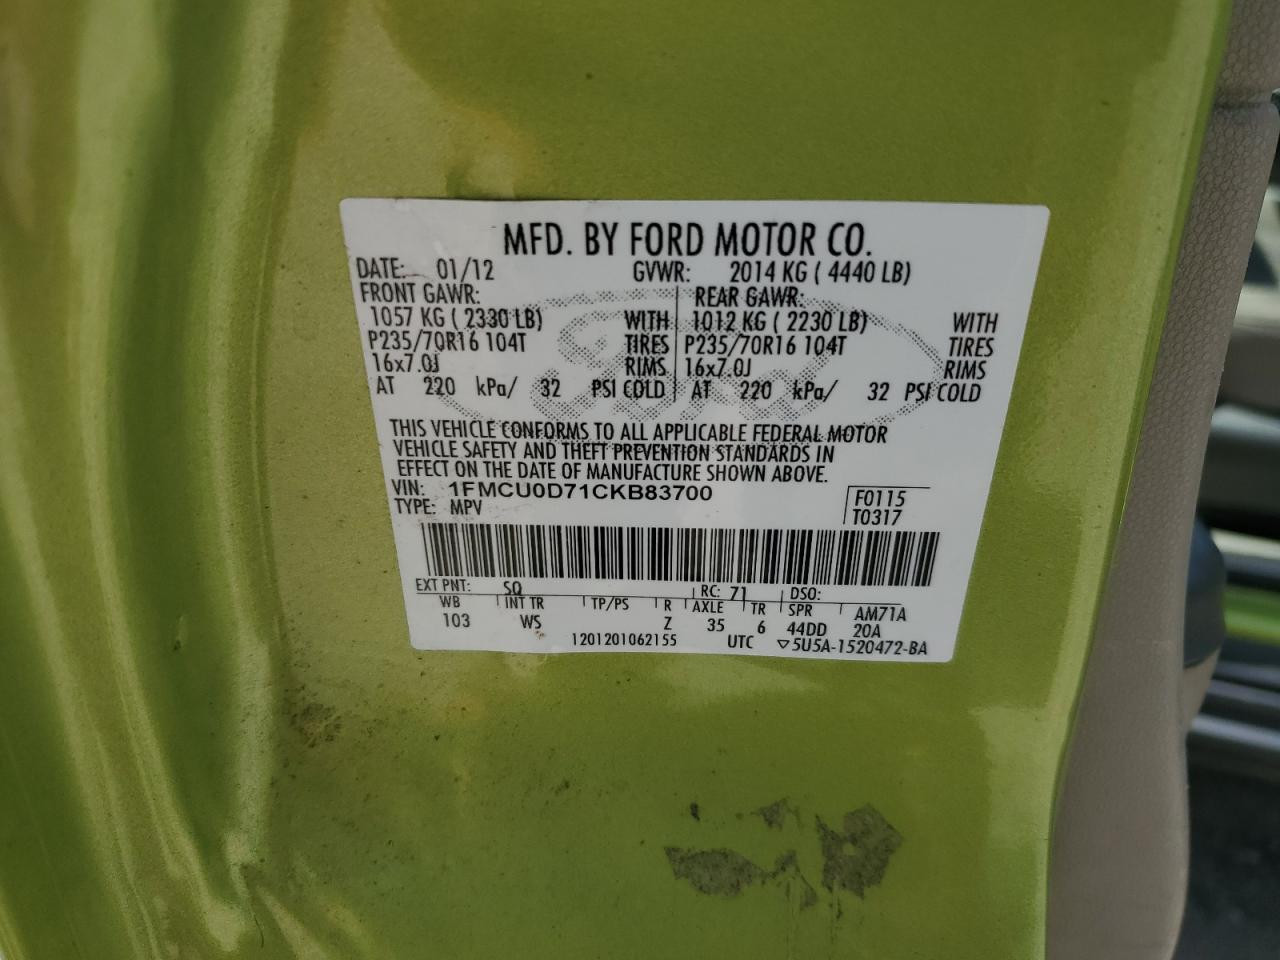 MFD. BY FORD MOTOR CO.
DATE: 01/12 GVWR: 2014 KG ( 4440 LB)
FRONT GAWR: REAR GAWR:
1057 KG ( 2330 LB) WITH 1012 KG ( 2230 LB) WITH
P235/70R16 104T TIRES P235/70R16 104T TIRES
16x7.0J RIMS 16x7.0J RIMS
AT 220 kPa/ 32 PSI COLD AT 220 kPa/ 32 PSI COLD
Ford
THIS VEHICLE CONFORMS TO ALL APPLICABLE FEDERAL MOTOR
VEHICLE SAFETY AND THEFT PREVENTION STANDARDS IN
EFFECT ON THE DATE OF MANUFACTURE SHOWN ABOVE.
VIN: 1FMCU0D71CKB83700 F0115
TYPE: MPV T0317
EXT PNT: SQ RC: 71 DSO:
WB INT TR TP/PS R AXLE TR SPR AM71A
103 WS Z 35 6 44DD 20A
1201201062155 UTC ▽5U5A-1520472-BA